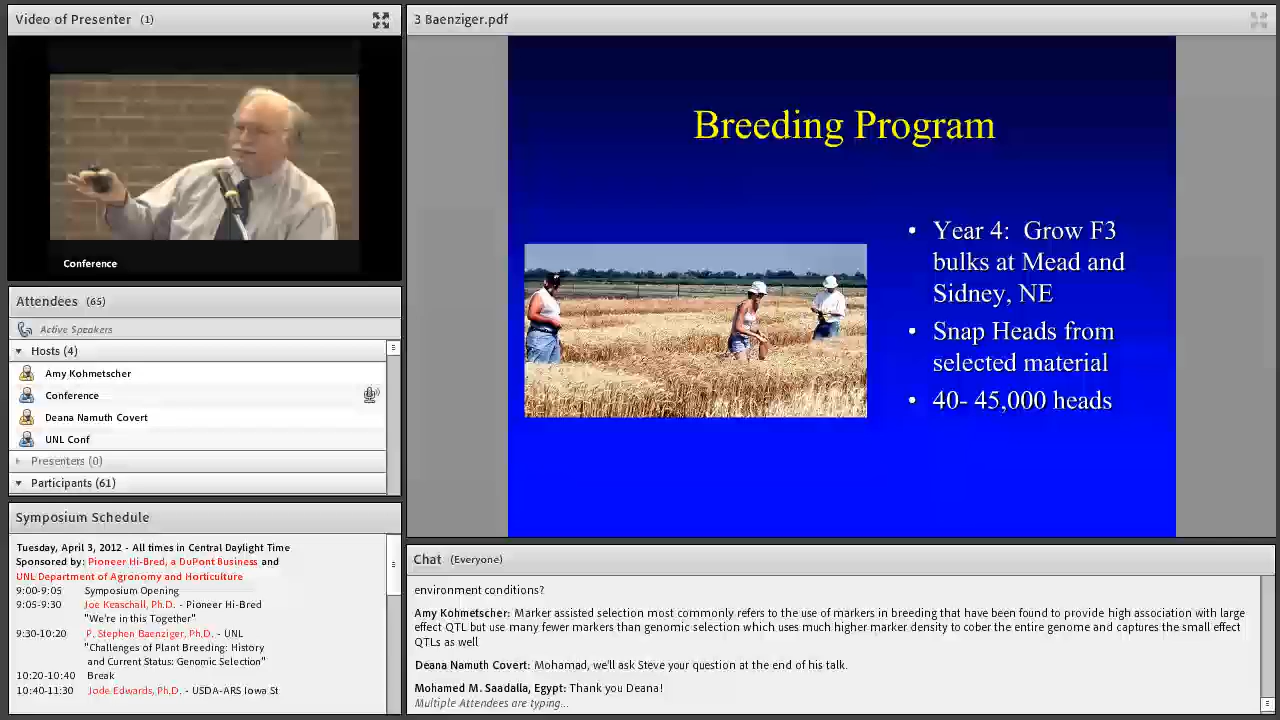 Video of Presenter (1)
Conference
Attendees (65)
Active Speakers
Hosts (4)
Amy Kohmetscher
Conference
Deana Namuth Covert
UNL Conf
Presenters (0)
Participants (61)
Symposium Schedule
Tuesday, April 3, 2012 - All times in Central Daylight Time
Sponsored by: Pioneer Hi-Bred, a DuPont Business and
UNL Department of Agronomy and Horticulture
9:00-9:05 Symposium Opening
9:05-9:30 Joe Keaschall, Ph.D. - Pioneer Hi-Bred
"We're in this Together"
9:30-10:20 P. Stephen Baenziger, Ph.D. - UNL
"Challenges of Plant Breeding: History
and Current Status: Genomic Selection"
10:20-10:40 Break
10:40-11:30 Jode Edwards, Ph.D. - USDA-ARS Iowa St
3 Baenziger.pdf
Breeding Program
• Year 4: Grow F3
bulks at Mead and
Sidney, NE
• Snap Heads from
selected material
• 40- 45,000 heads
Chat (Everyone)
environment conditions?
Amy Kohmetscher: Marker assisted selection most commonly refers to the use of markers in breeding that have been found to provide high association with large
effect QTL but use many fewer markers than genomic selection which uses much higher marker density to cober the entire genome and captures the small effect
QTLs as well
Deana Namuth Covert: Mohamad, we'll ask Steve your question at the end of his talk.
Mohamed M. Saadalla, Egypt: Thank you Deana!
Multiple Attendees are typing...